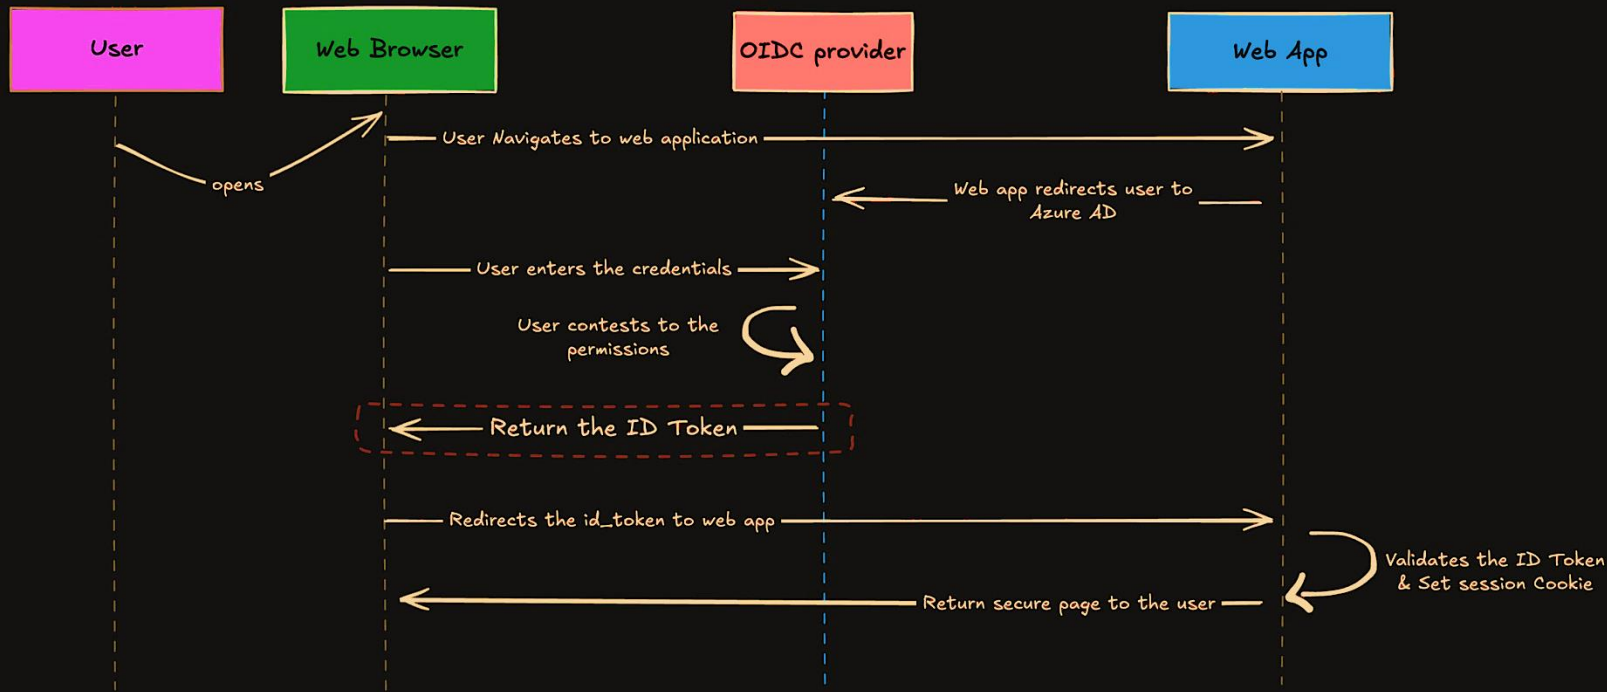 User
Web Browser
OIDC provider
Web App
User Navigates to web application
opens
Web app redirects user to
Azure AD
User enters the credentials
User contests to the
permissions
Return the ID Token
Redirects the id_token to web app
Validates the ID Token
& Set session Cookie
Return secure page to the user